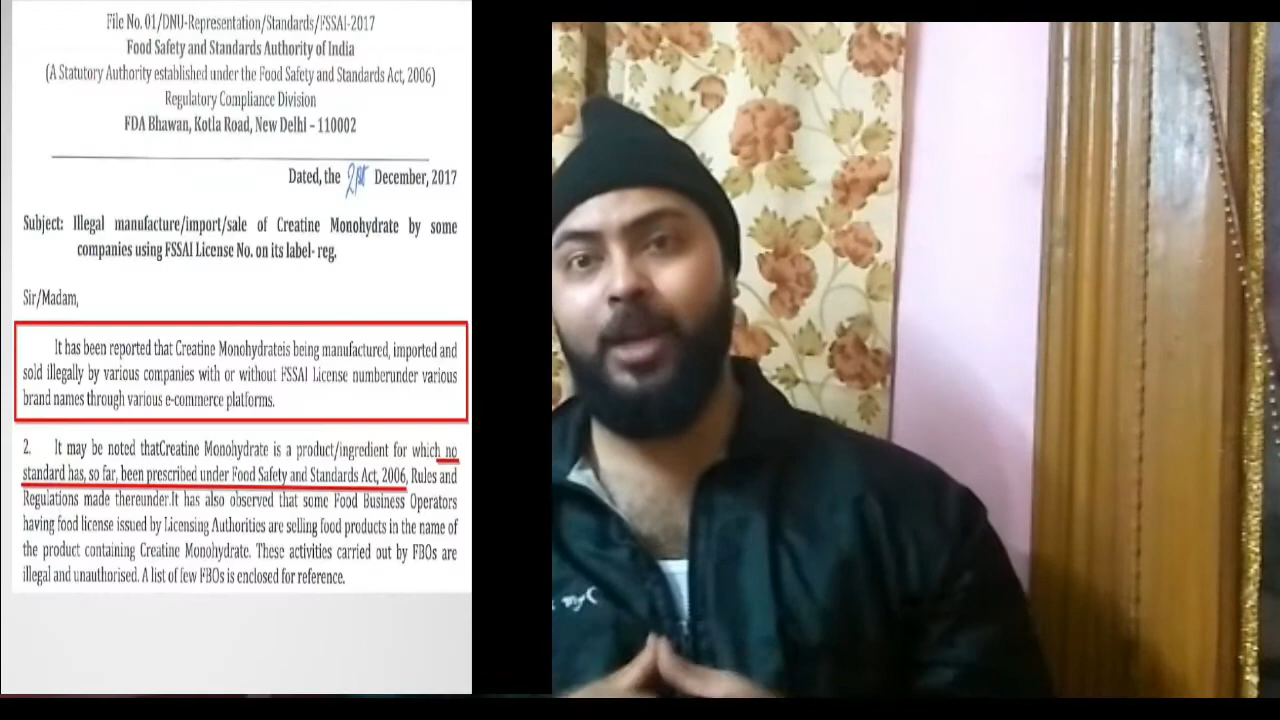 File No. 01/DNU-Representation/Standards/FSSAI-2017
Food Safety and Standards Authority of India
(A Statutory Authority established under the Food Safety and Standards Act, 2006)
Regulatory Compliance Division
FDA Bhawan, Kotla Road, New Delhi – 110002
Dated, the 21st December, 2017
Subject: Illegal manufacture/import/sale of Creatine Monohydrate by some
companies using FSSAI License No. on its label- reg.
Sir/Madam,
It has been reported that Creatine Monohydrateis being manufactured, imported and
sold illegally by various companies with or without FSSAI License numberunder various
brand names through various e-commerce platforms.
2. It may be noted thatCreatine Monohydrate is a product/ingredient for which no
standard has, so far, been prescribed under Food Safety and Standards Act, 2006, Rules and
Regulations made thereunder.It has also observed that some Food Business Operators
having food license issued by Licensing Authorities are selling food products in the name of
the product containing Creatine Monohydrate. These activities carried out by FBOs are
illegal and unauthorised. A list of few FBOs is enclosed for reference.